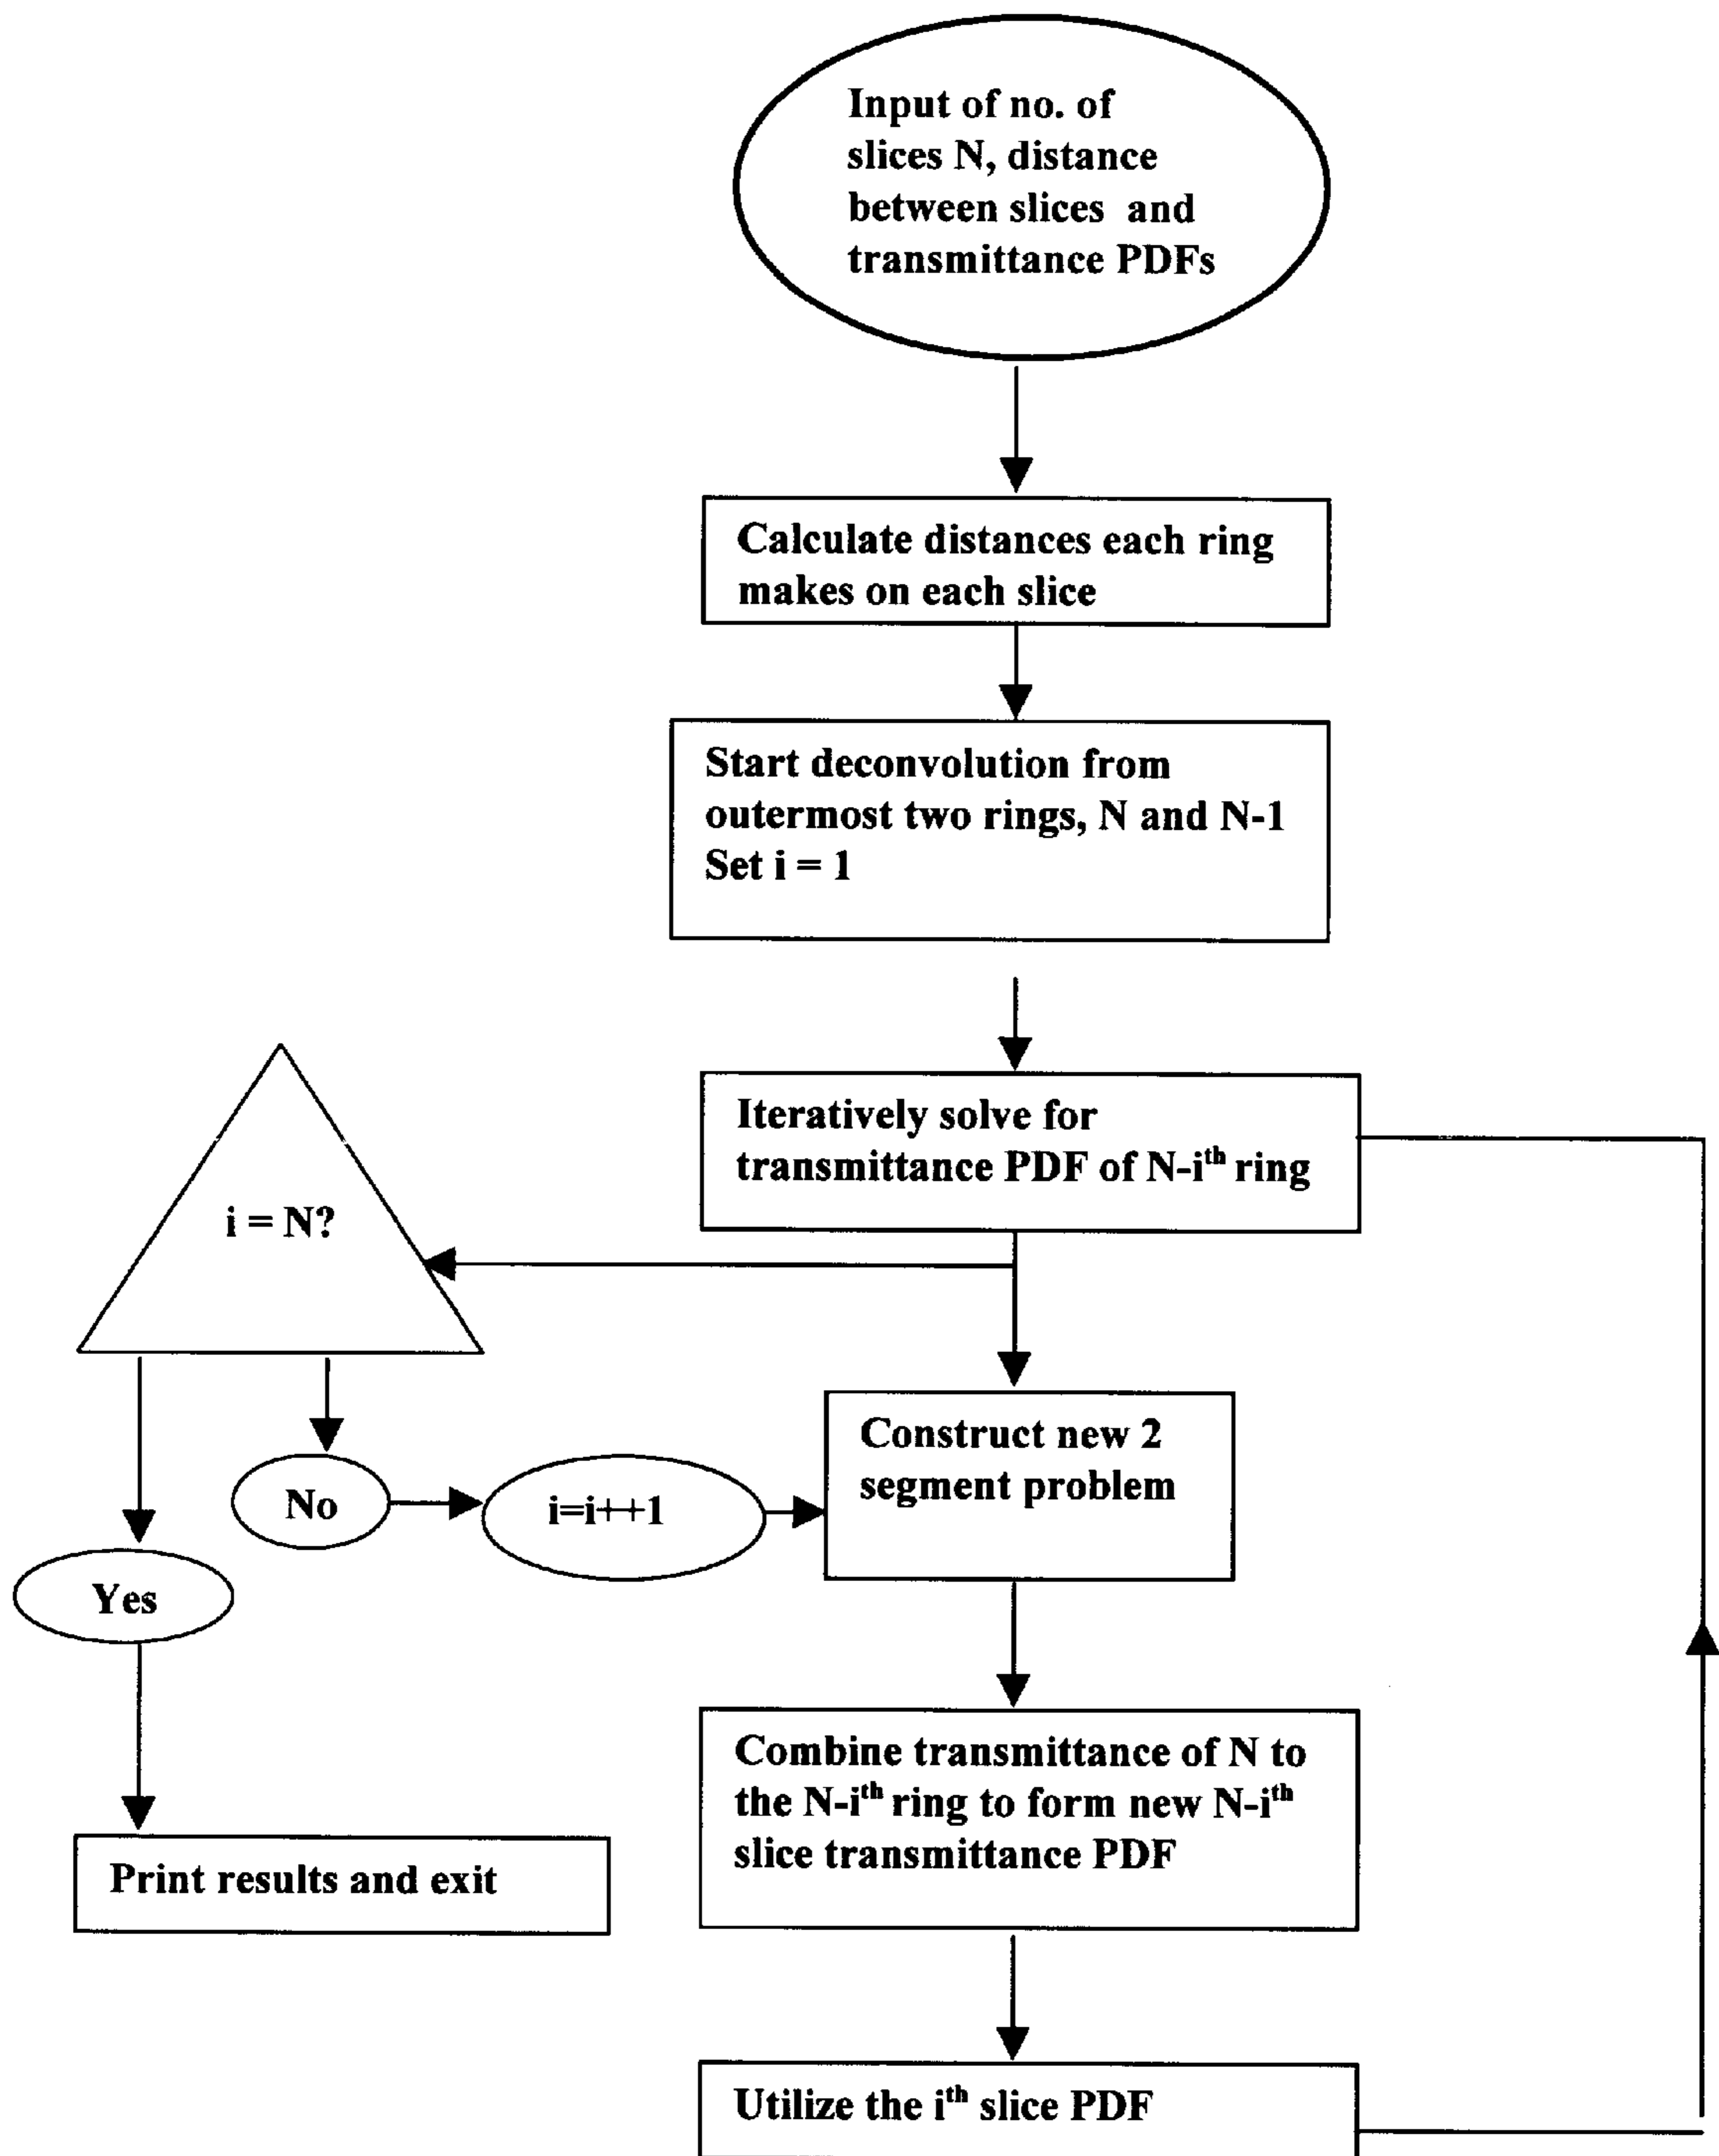 Input of no. of
slices N, distance
between slices and
transmittance PDFs
Calculate distances each ring
makes on each slice
Start deconvolution from
outermost two rings, N and N-1
Set i = 1
Iteratively solve for
transmittance PDF of N-iᵗʰ ring
i = N?
Construct new 2
segment problem
No
i=i++1
Yes
Combine transmittance of N to
the N-iᵗʰ ring to form new N-iᵗʰ
slice transmittance PDF
Print results and exit
Utilize the iᵗʰ slice PDF